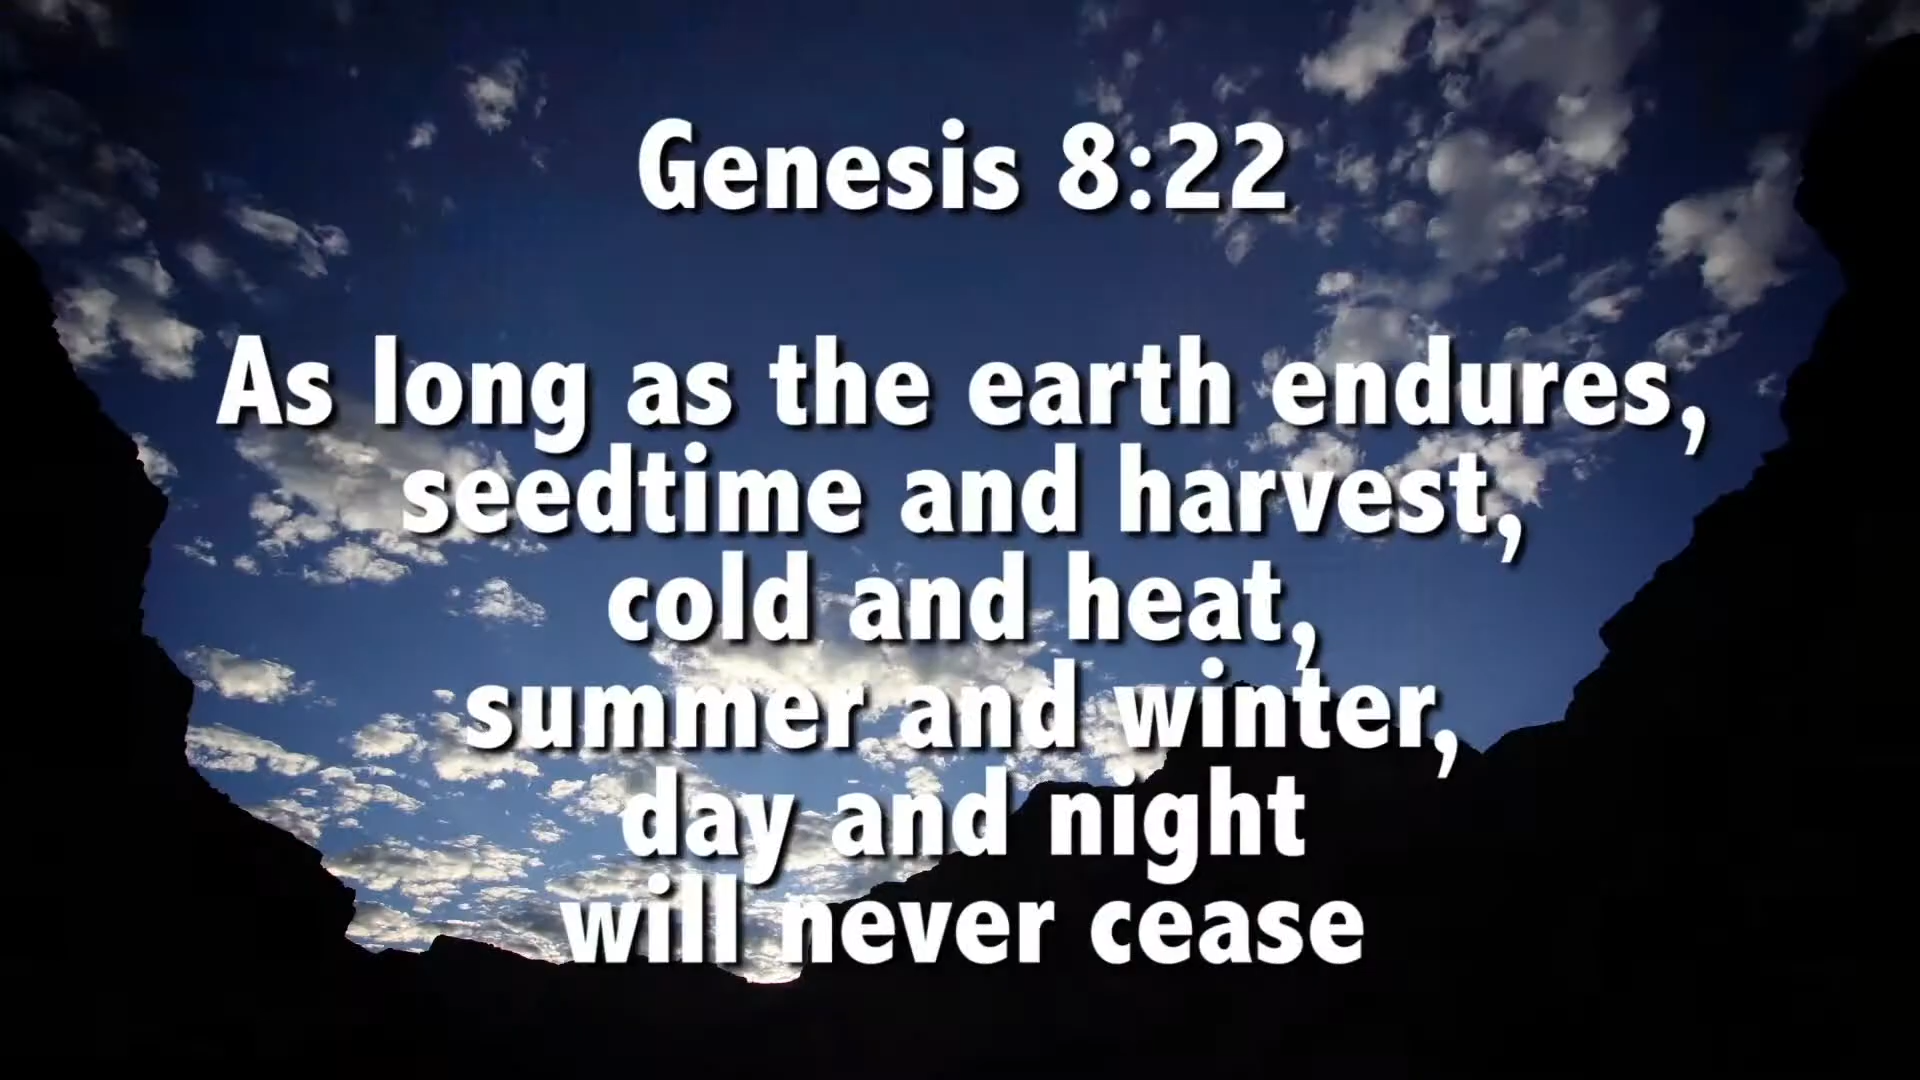 Genesis 8:22
As long as the earth endures,
seedtime and harvest,
cold and heat,
summer and winter,
day and night
will never cease